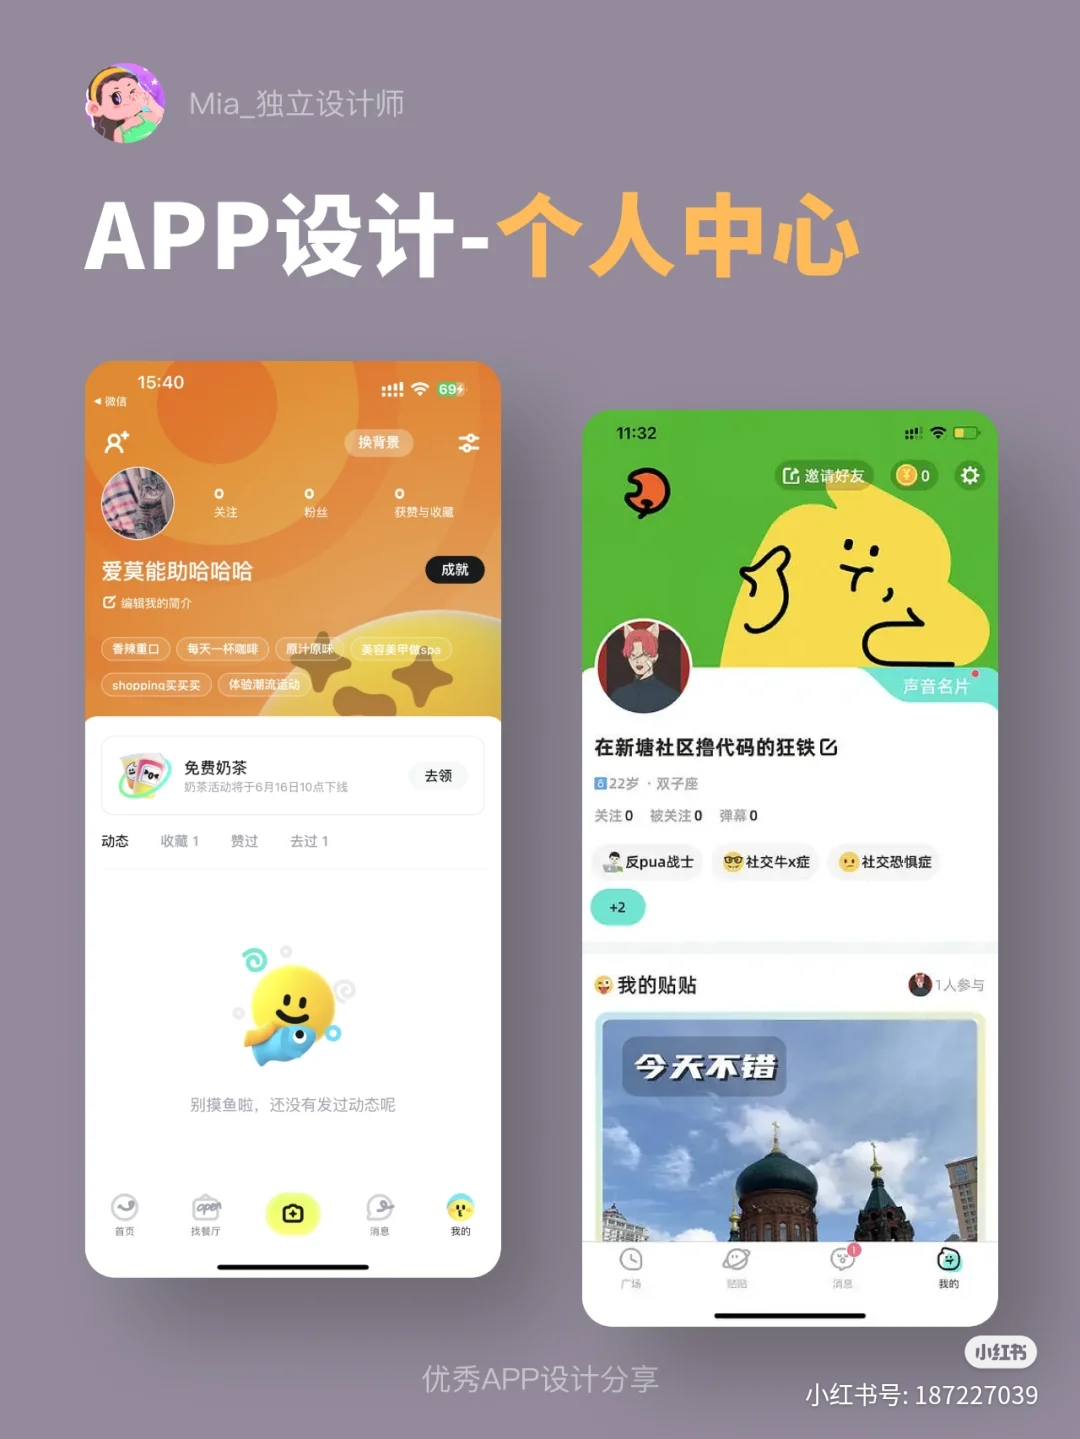 Mia_独立设计师
APP设计-个人中心
15:40
69
◀微信
换背景
0 0 0
关注 粉丝 获赞与收藏
爱莫能助哈哈哈
成就
编辑我的简介
香辣重口 每天一杯咖啡 原汁原味 美容美甲做spa
shopping买买买 体验潮流运动
免费奶茶
奶茶活动将于6月16日10点下线
去领
动态 收藏 1 赞过 去过 1
别摸鱼啦，还没有发过动态呢
open
首页 找餐厅 消息 我的
11:32
邀请好友 0
声音名片
在新塘社区撸代码的狂铁
22岁 · 双子座
关注0 被关注0 弹幕0
反pua战士 社交牛x症 社交恐惧症
+2
我的贴贴
1人参与
今天不错
1
广场 贴贴 消息 我的
小红书
优秀APP设计分享
小红书号: 187227039